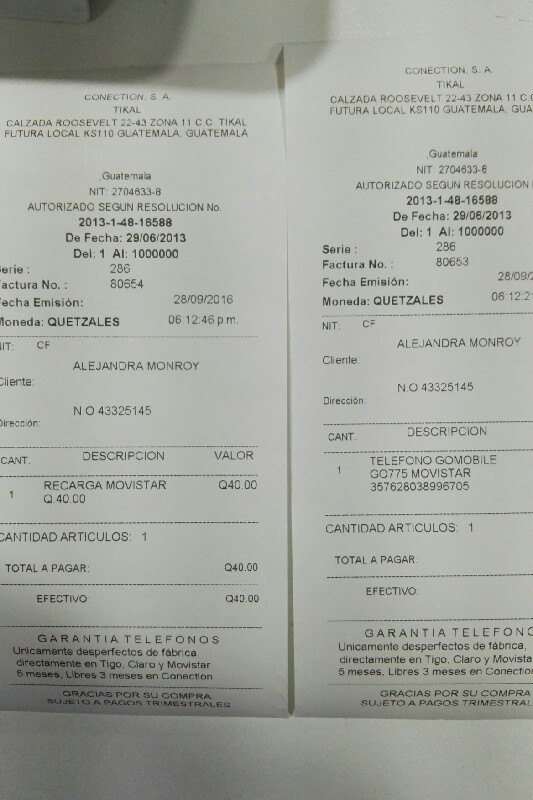 CONECTION, S. A.
TIKAL
CALZADA ROOSEVELT 22-43 ZONA 11 C.C. TIKAL
FUTURA LOCAL KS110 GUATEMALA, GUATEMALA
,Guatemala
NIT: 2704633-8
AUTORIZADO SEGUN RESOLUCION No.
2013-1-48-16588
De Fecha: 29/06/2013
Del: 1 Al: 1000000
Serie : 286
Factura No. : 80654
Fecha Emisión: 28/09/2016
Moneda: QUETZALES 06:12:46 p.m.
NIT: CF
ALEJANDRA MONROY
Cliente:
N.O 43325145
Dirección:
CANT. DESCRIPCION VALOR
1 RECARGA MOVISTAR Q40.00
Q.40.00
CANTIDAD ARTICULOS: 1
TOTAL A PAGAR: Q40.00
EFECTIVO: Q40.00
GARANTIA TELEFONOS
Unicamente desperfectos de fábrica,
directamente en Tigo, Claro y Movistar
6 meses, Libres 3 meses en Conection
GRACIAS POR SU COMPRA
SUJETO A PAGOS TRIMESTRALES
CONECTION, S. A.
TIKAL
CALZADA ROOSEVELT 22-43 ZONA 11 C.C
FUTURA LOCAL KS110 GUATEMALA, GUA
,Guatemala
NIT: 2704633-8
AUTORIZADO SEGUN RESOLUCION
2013-1-48-16588
De Fecha: 29/06/2013
Del: 1 Al: 1000000
Serie : 286
Factura No. : 80653
Fecha Emisión: 28/09/2
Moneda: QUETZALES 06:12:2
NIT: CF
ALEJANDRA MONROY
Cliente:
N.O 43325145
Dirección:
CANT. DESCRIPCION
1 TELEFONO GOMOBILE
GO775 MOVISTAR
357628038996705
CANTIDAD ARTICULOS: 1
TOTAL A PAGAR:
EFECTIVO:
GARANTIA TELEFONO
Unicamente desperfectos de fábrica,
directamente en Tigo, Claro y Movista
6 meses, Libres 3 meses en Conection
GRACIAS POR SU COMPRA
SUJETO A PAGOS TRIMESTRAL